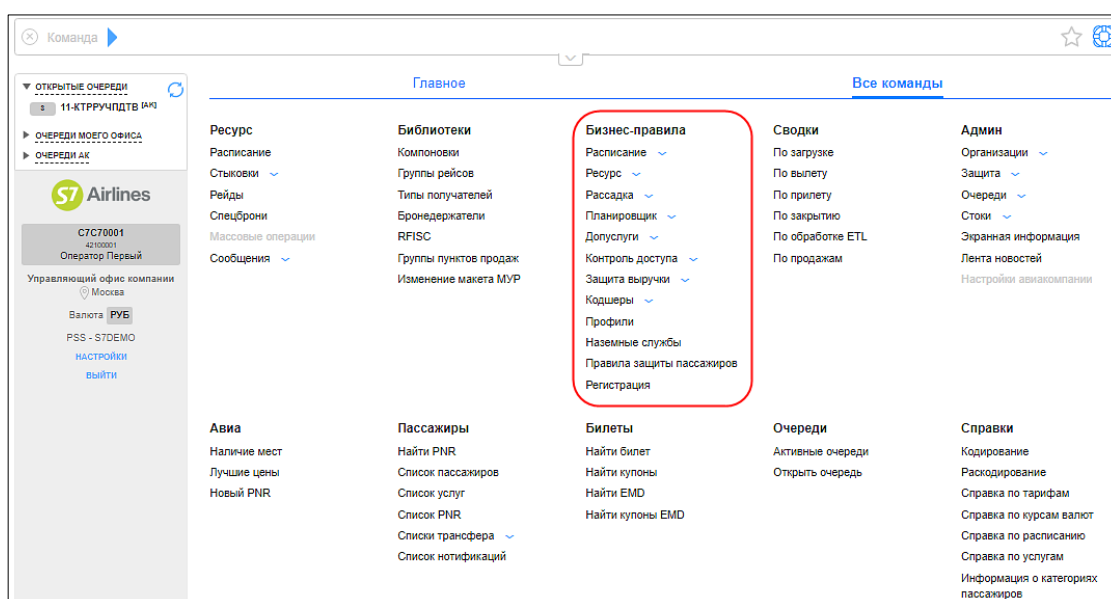 Команда
ОТКРЫТЫЕ ОЧЕРЕДИ
5 11-КТРРУЧПДТВ [АК]
ОЧЕРЕДИ МОЕГО ОФИСА
ОЧЕРЕДИ АК
S7 Airlines
C7C70001
42100001
Оператор Первый
Управляющий офис компании
Москва
Валюта РУБ
PSS - S7DEMO
НАСТРОЙКИ
ВЫЙТИ
Главное
Все команды
Ресурс
Расписание
Стыковки
Рейды
Спецброни
Массовые операции
Сообщения
Библиотеки
Компоновки
Группы рейсов
Типы получателей
Бронедержатели
RFISC
Группы пунктов продаж
Изменение макета МУР
Бизнес-правила
Расписание
Ресурс
Рассадка
Планировщик
Допуслуги
Контроль доступа
Защита выручки
Кодшеры
Профили
Наземные службы
Правила защиты пассажиров
Регистрация
Сводки
По загрузке
По вылету
По прилету
По закрытию
По обработке ETL
По продажам
Админ
Организации
Защита
Очереди
Стоки
Экранная информация
Лента новостей
Настройки авиакомпании
Авиа
Наличие мест
Лучшие цены
Новый PNR
Пассажиры
Найти PNR
Список пассажиров
Список услуг
Список PNR
Списки трансфера
Список нотификаций
Билеты
Найти билет
Найти купоны
Найти EMD
Найти купоны EMD
Очереди
Активные очереди
Открыть очередь
Справки
Кодирование
Раскодирование
Справка по тарифам
Справка по курсам валют
Справка по расписанию
Справка по услугам
Информация о категориях
пассажиров